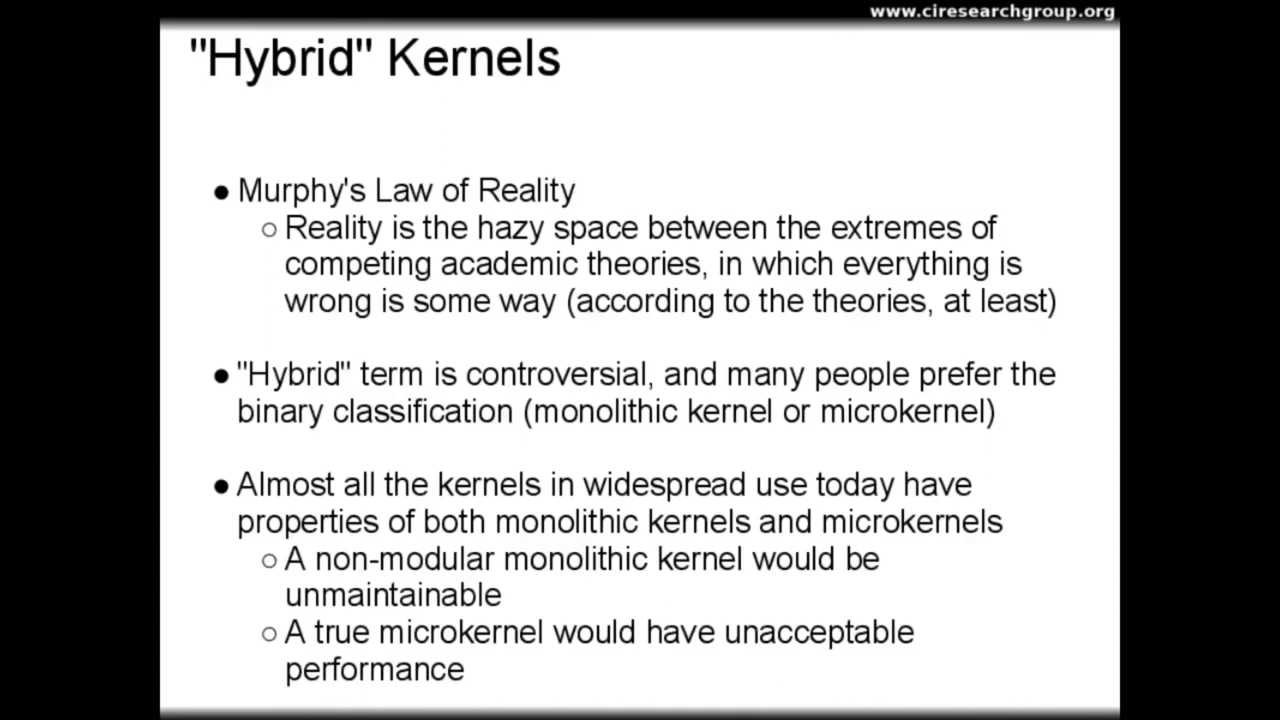 www.ciresearchgroup.org
"Hybrid" Kernels
● Murphy's Law of Reality
○ Reality is the hazy space between the extremes of
competing academic theories, in which everything is
wrong is some way (according to the theories, at least)
● "Hybrid" term is controversial, and many people prefer the
binary classification (monolithic kernel or microkernel)
● Almost all the kernels in widespread use today have
properties of both monolithic kernels and microkernels
○ A non-modular monolithic kernel would be
unmaintainable
○ A true microkernel would have unacceptable
performance